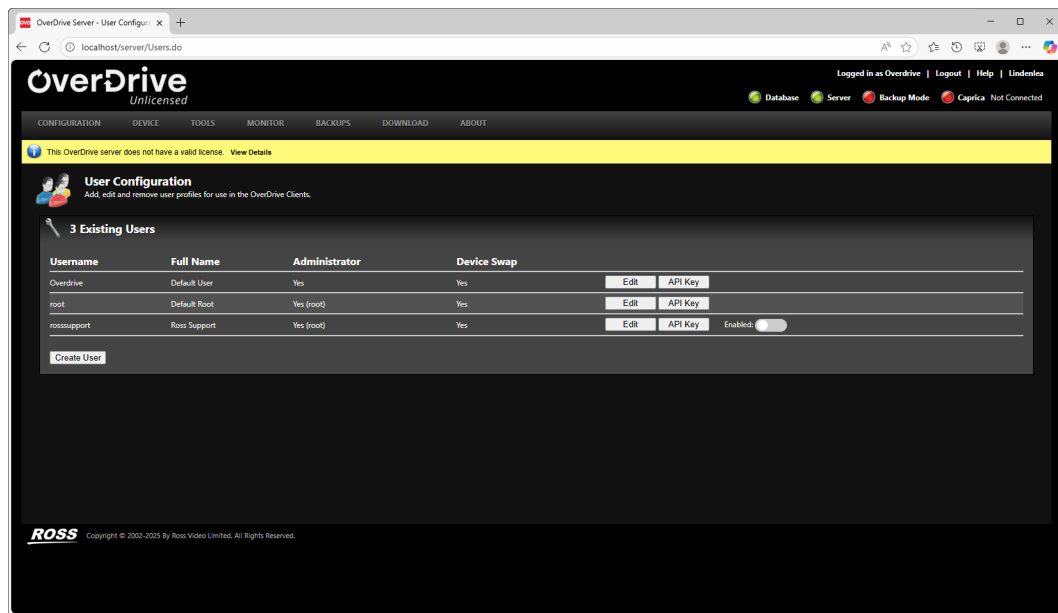 OVD OverDrive Server - User Configur
localhost/server/Users.do
OverDrive
Unlicensed
Logged in as Overdrive | Logout | Help | Lindenlea
Database Server Backup Mode Caprica Not Connected
CONFIGURATION DEVICE TOOLS MONITOR BACKUPS DOWNLOAD ABOUT
This OverDrive server does not have a valid license. View Details
User Configuration
Add, edit and remove user profiles for use in the OverDrive Clients.
3 Existing Users
Username Full Name Administrator Device Swap
Overdrive Default User Yes Yes Edit API Key
root Default Root Yes (root) Yes Edit API Key
rosssupport Ross Support Yes (root) Yes Edit API Key Enabled:
Create User
ROSS Copyright © 2002-2025 By Ross Video Limited. All Rights Reserved.